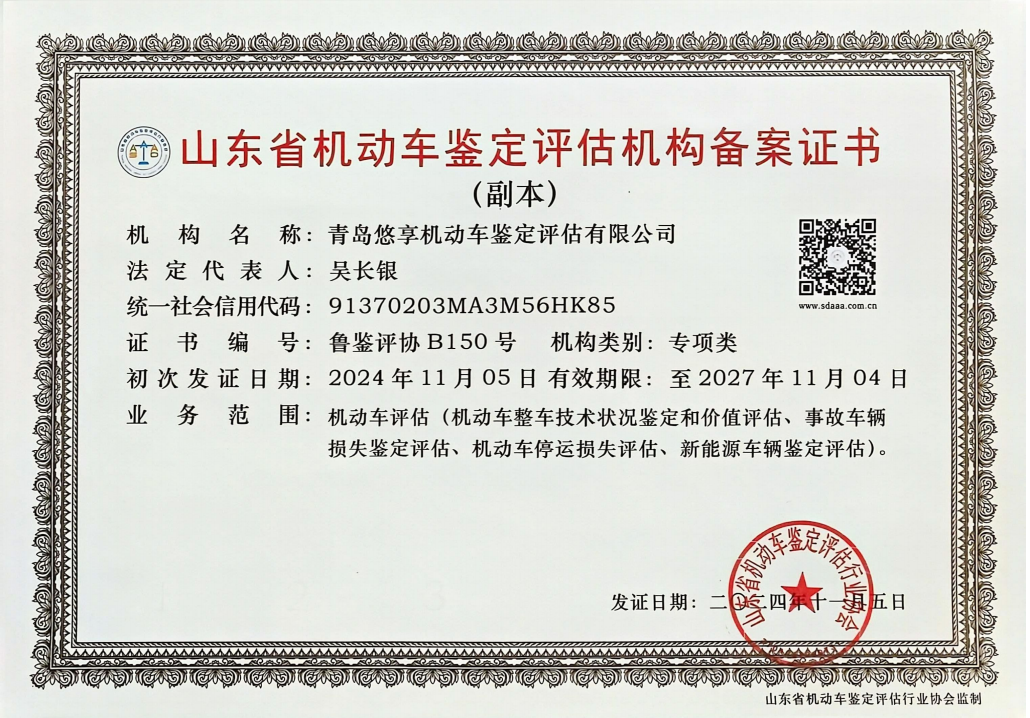 山东省机动车鉴定评估机构备案证书
（副本）
机构名称：青岛悠享机动车鉴定评估有限公司
法定代表人：吴长银
www.sdaaa.com.cn
统一社会信用代码：91370203MA3M56HK85
证书编号：鲁鉴评协B150号 机构类别：专项类
初次发证日期：2024年11月05日 有效期限：至2027年11月04日
业务范围：机动车评估（机动车整车技术状况鉴定和价值评估、事故车辆
损失鉴定评估、机动车停运损失评估、新能源车辆鉴定评估）。
山东省机动车鉴定评估行业协会
发证日期：二〇二四年十一月五日
山东省机动车鉴定评估行业协会监制